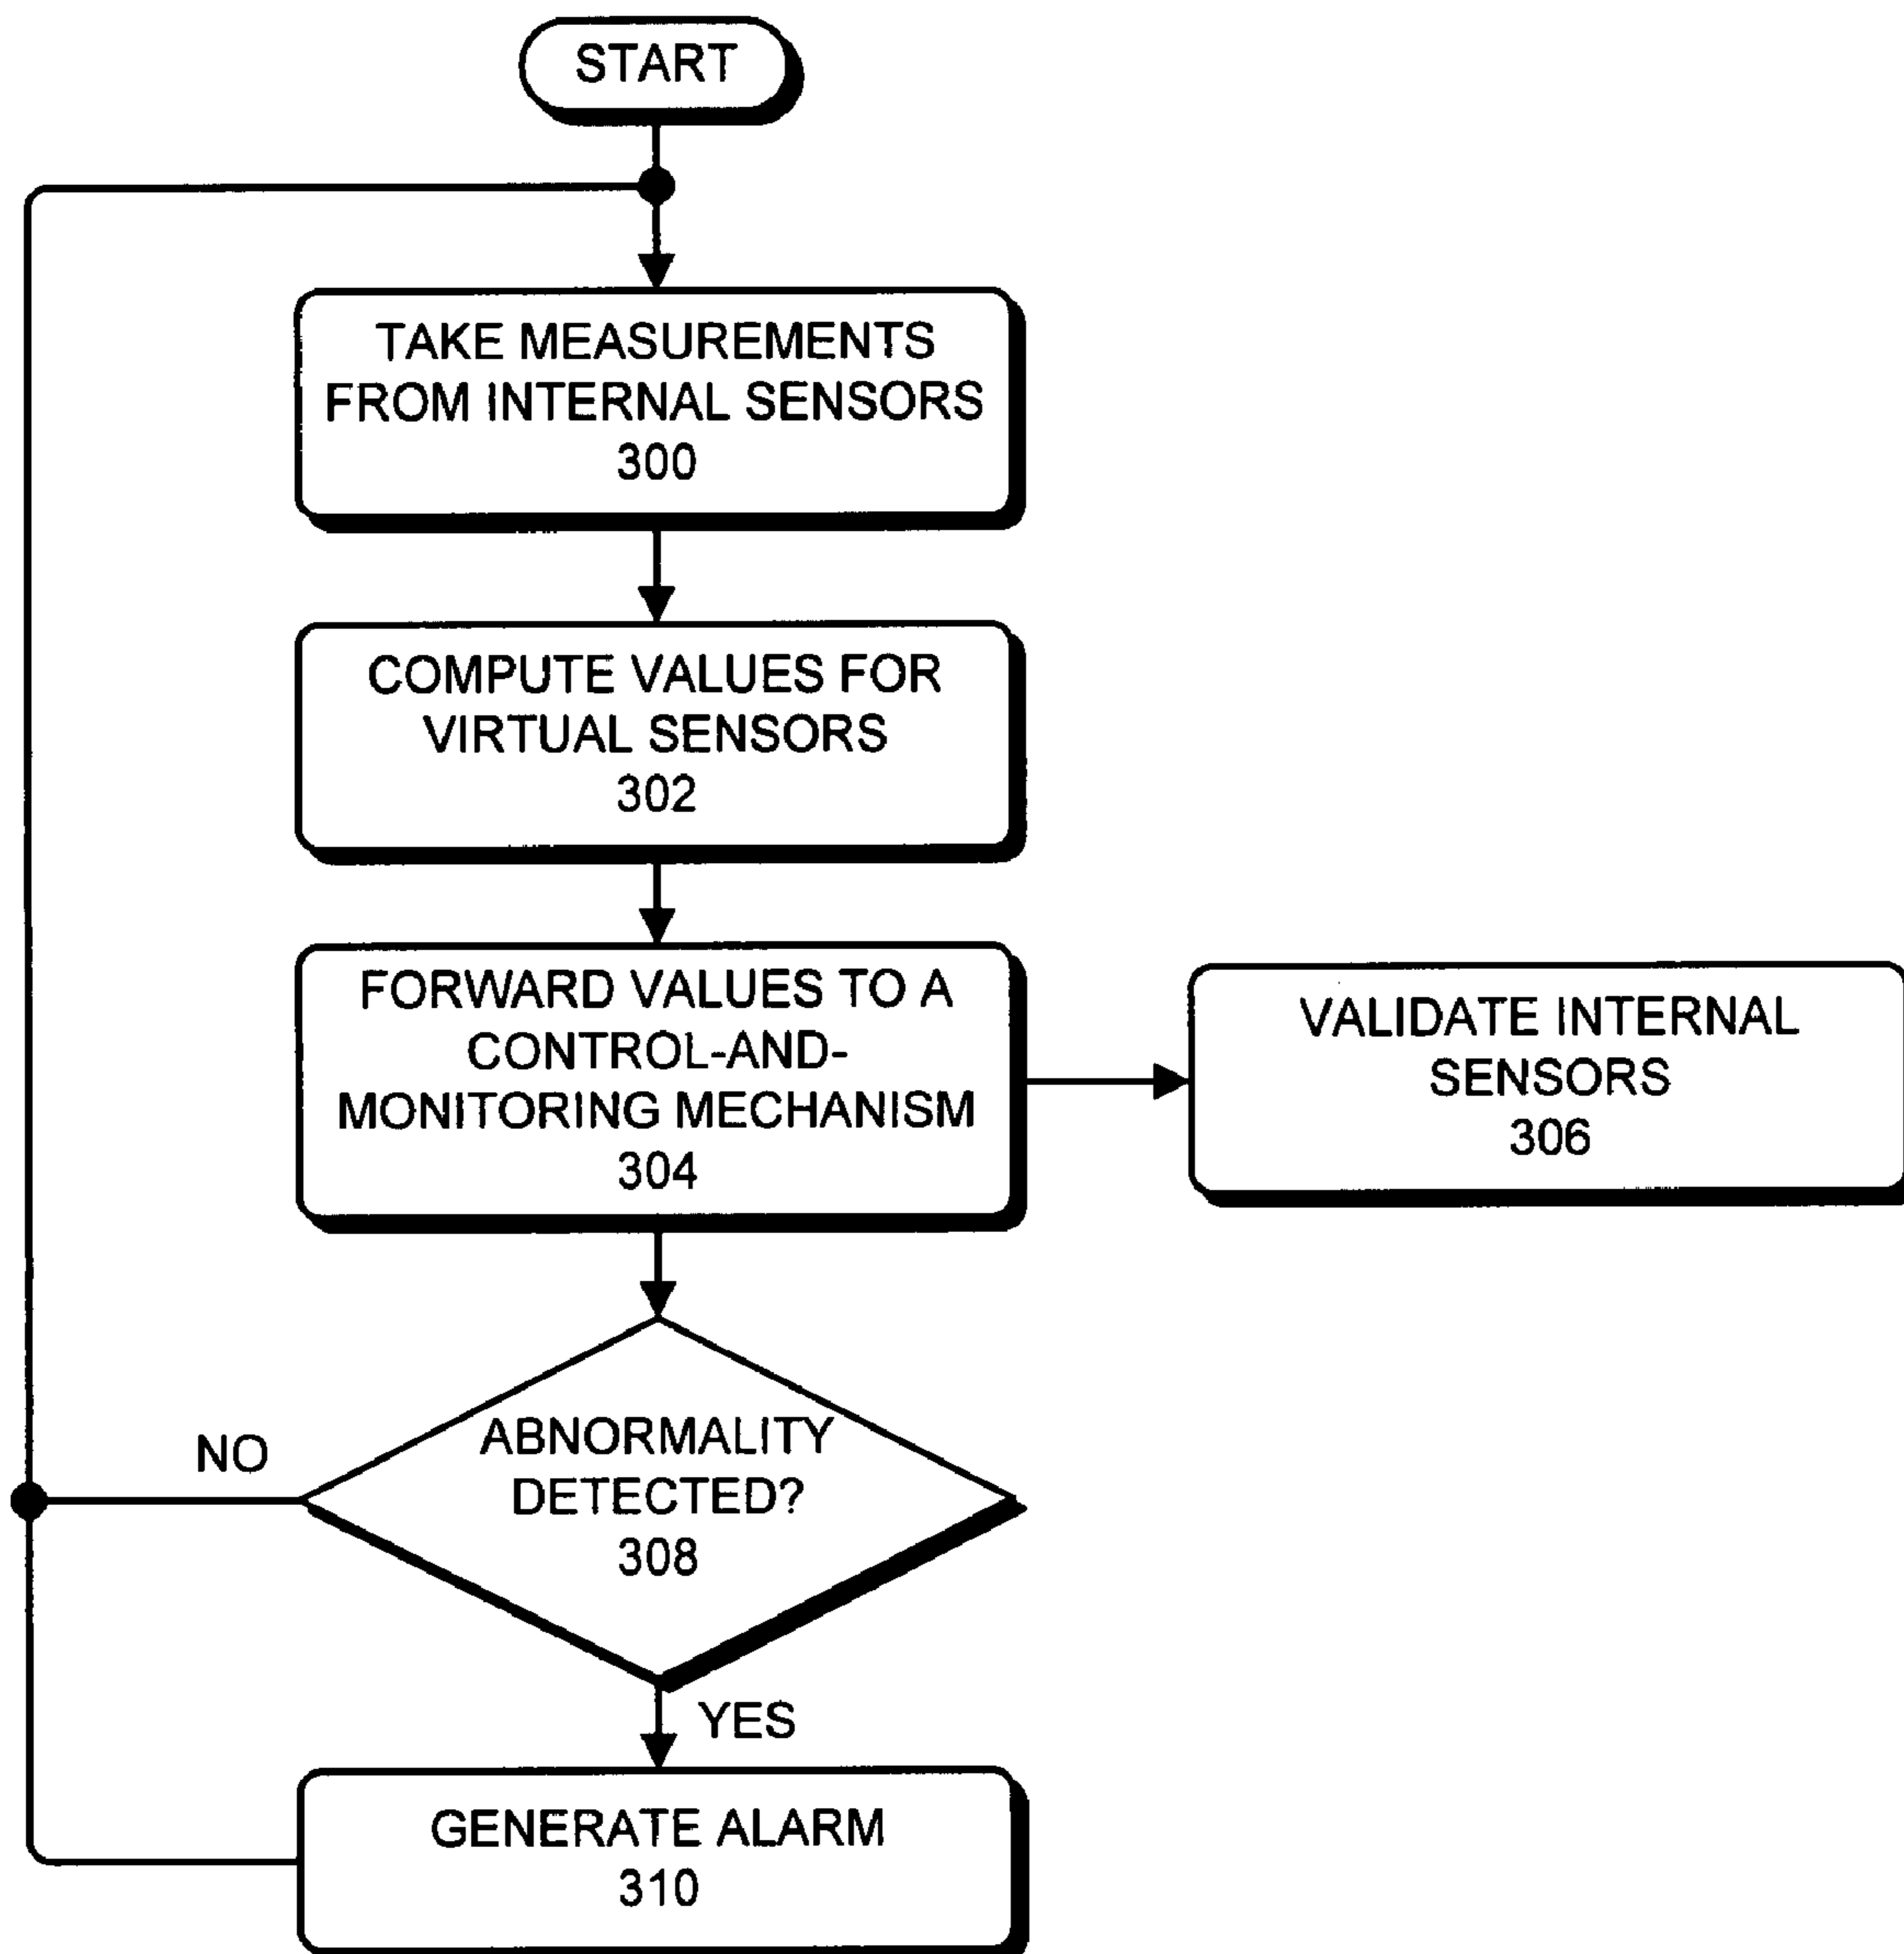 START
TAKE MEASUREMENTS
FROM INTERNAL SENSORS
300
COMPUTE VALUES FOR
VIRTUAL SENSORS
302
FORWARD VALUES TO A
CONTROL-AND-
MONITORING MECHANISM
304
VALIDATE INTERNAL
SENSORS
306
ABNORMALITY
DETECTED?
308
NO
YES
GENERATE ALARM
310